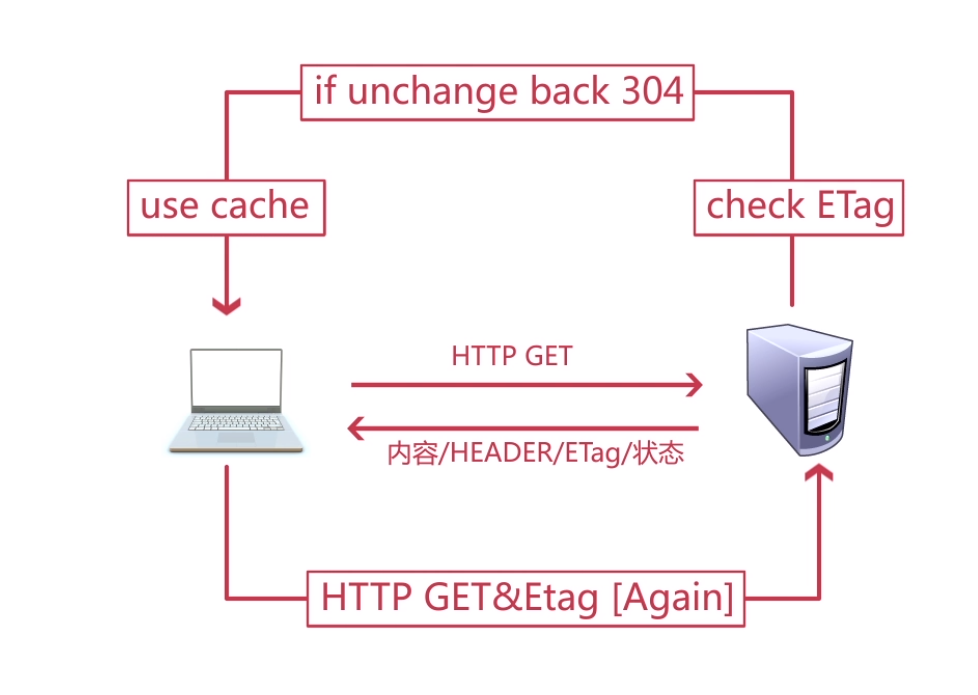 if unchange back 304
use cache
check ETag
HTTP GET
内容/HEADER/ETag/状态
HTTP GET&Etag [Again]